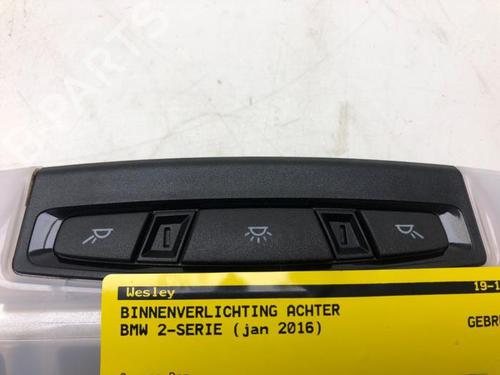 Wesley 19-1
BINNENVERLICHTING ACHTER
BMW 2-SERIE (jan 2016)
GEBR